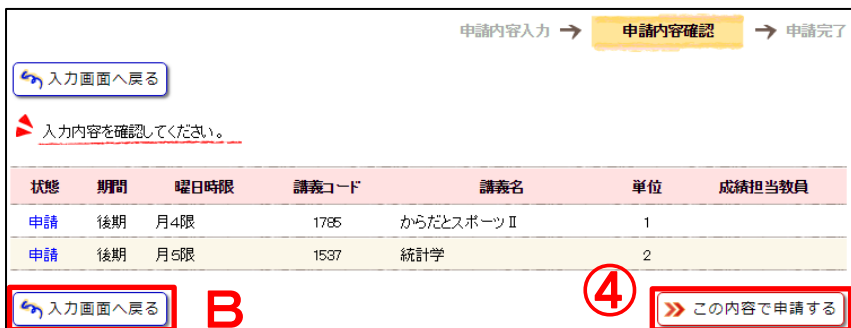 申請内容入力 → 申請内容確認 → 申請完了
入力画面へ戻る
入力内容を確認してください。
状態 期間 曜日時限 講義コード 講義名 単位 成績担当教員
申請 後期 月4限 1785 からだとスポーツⅡ 1
申請 後期 月5限 1537 統計学 2
入力画面へ戻る B ④ この内容で申請する